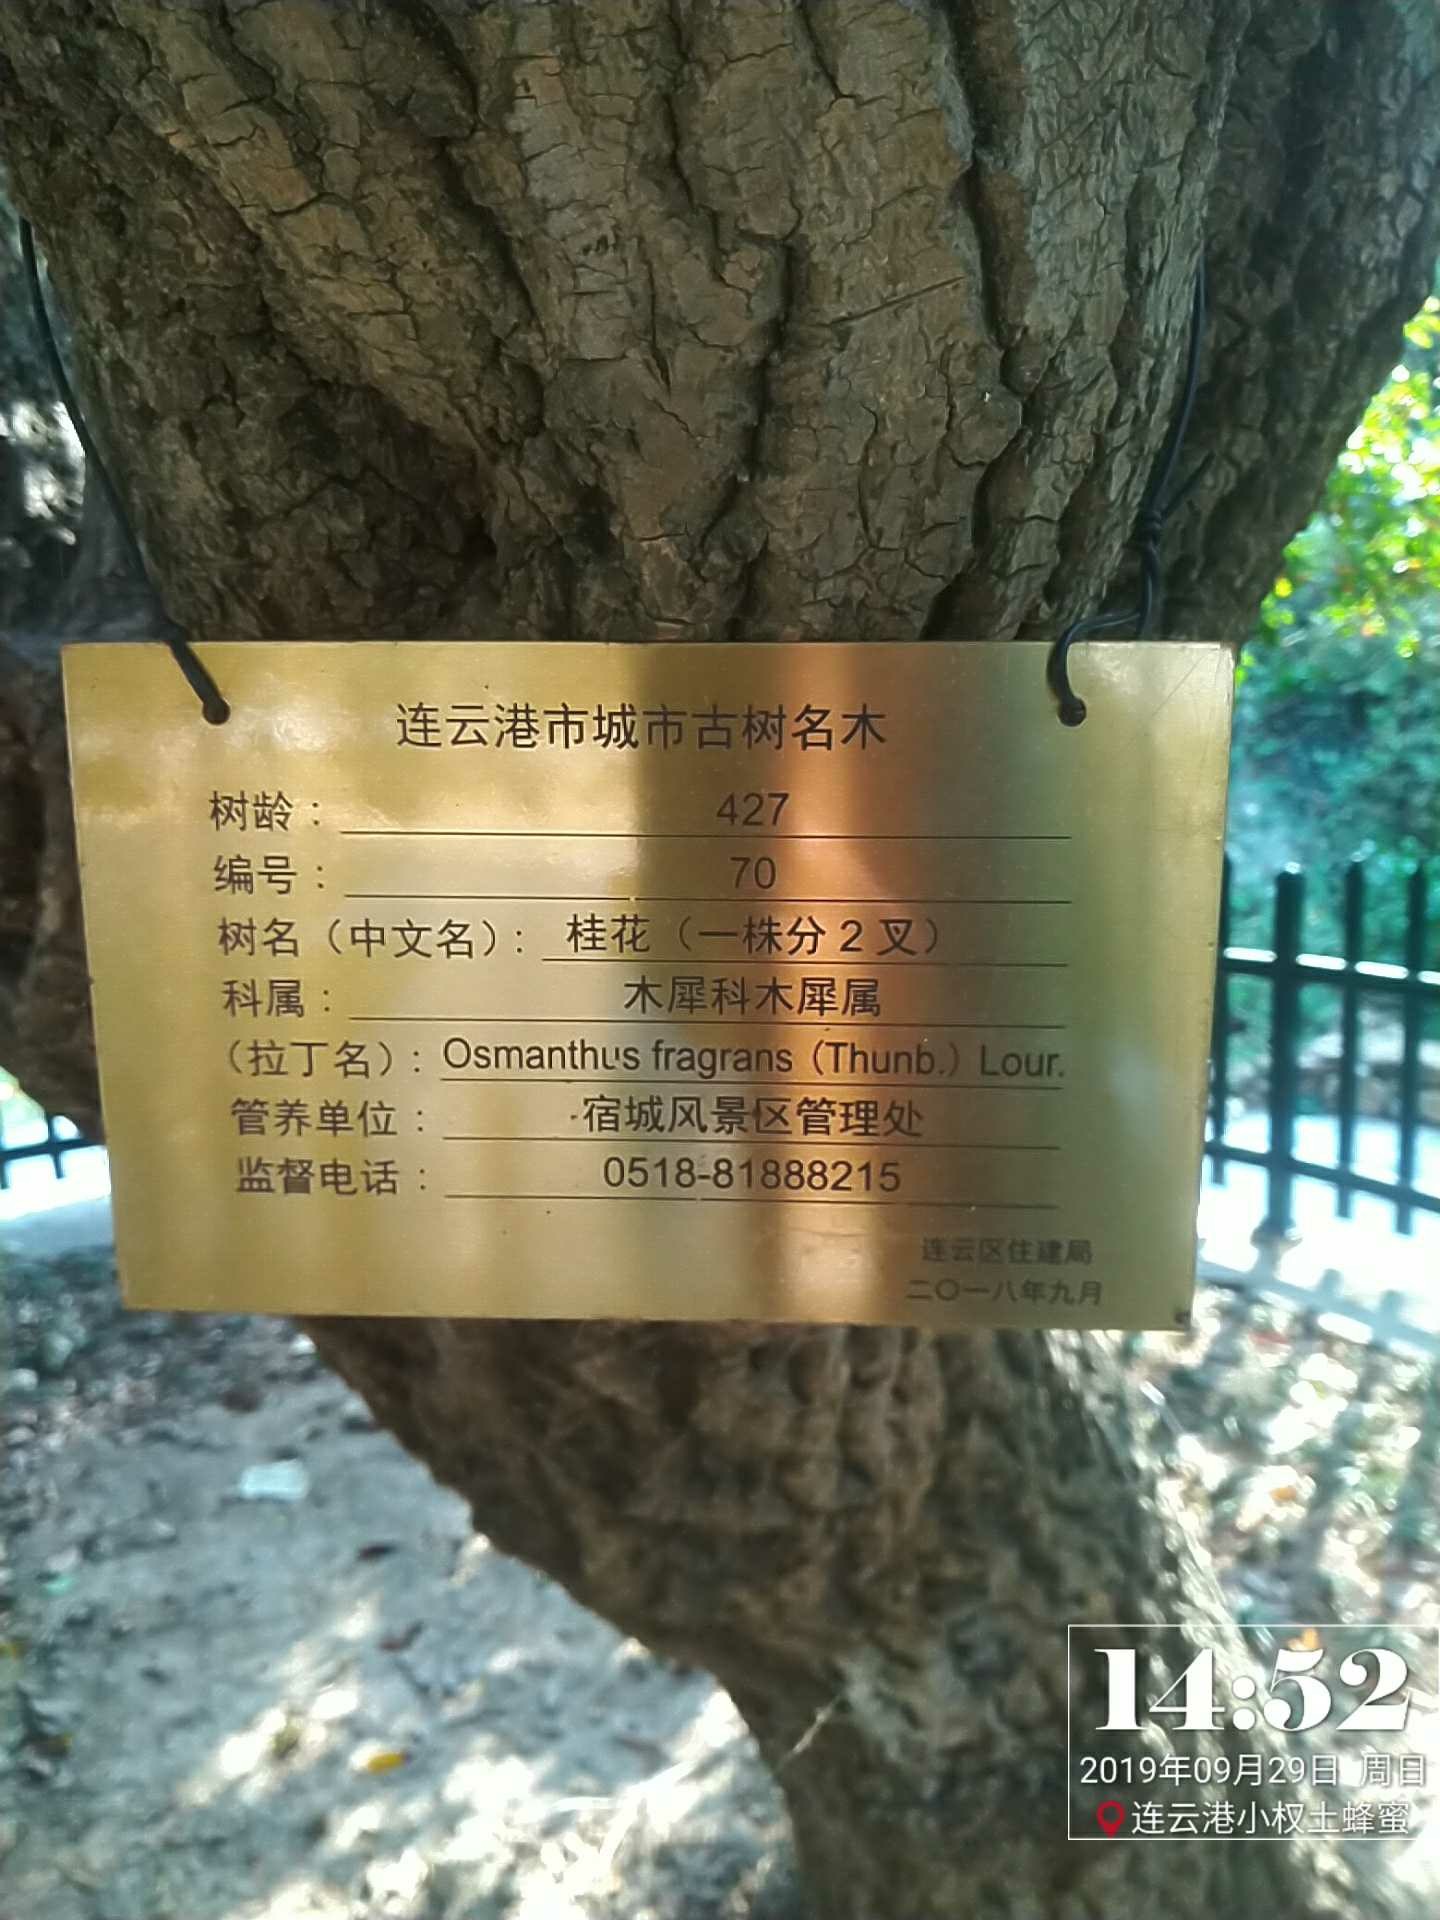 连云港市城市古树名木
树龄： 427
编号： 70
树名（中文名）： 桂花（一株分 2 叉）
科属： 木犀科木犀属
（拉丁名）： Osmanthus fragrans (Thunb.) Lour.
管养单位： 宿城风景区管理处
监督电话： 0518-81888215
连云区住建局
二〇一八年九月
14:52
2019年09月29日 周日
连云港小权土蜂蜜